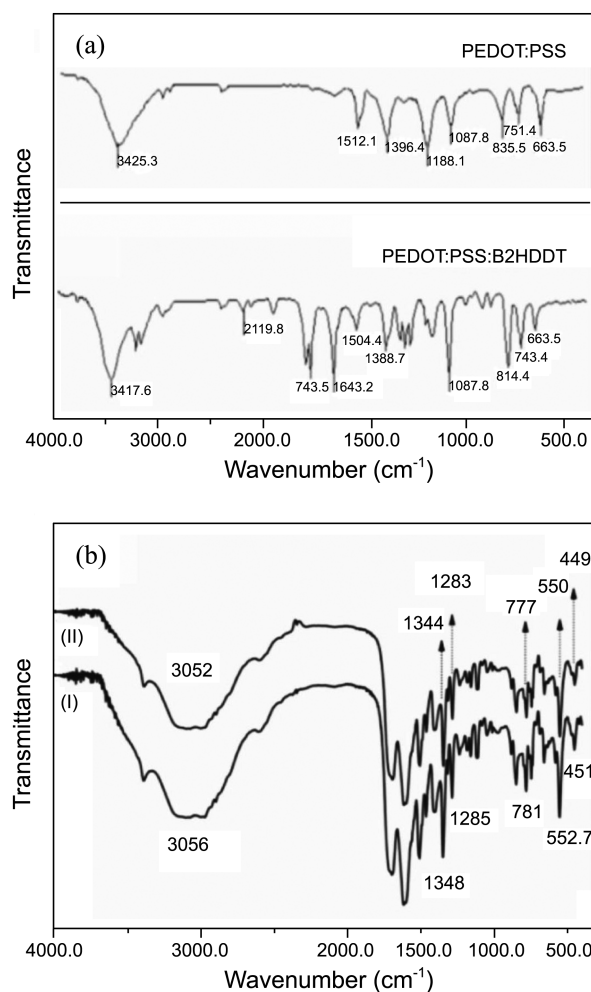 (a)
PEDOT:PSS
3425.3
1512.1
1396.4
1188.1
1087.8
835.5
751.4
663.5
Transmittance
PEDOT:PSS:B2HDDT
3417.6
2119.8
743.5
1643.2
1504.4
1388.7
1087.8
814.4
743.4
663.5
4000.0 3000.0 2000.0 1500.0 1000.0 500.0
Wavenumber (cm-1)
(b)
449
1283
550
1344
777
(II)
3052
(I)
Transmittance
3056
1285
781
451
552.7
1348
4000.0 3000.0 2000.0 1500.0 1000.0 500.0 400.0
Wavenumber (cm-1)